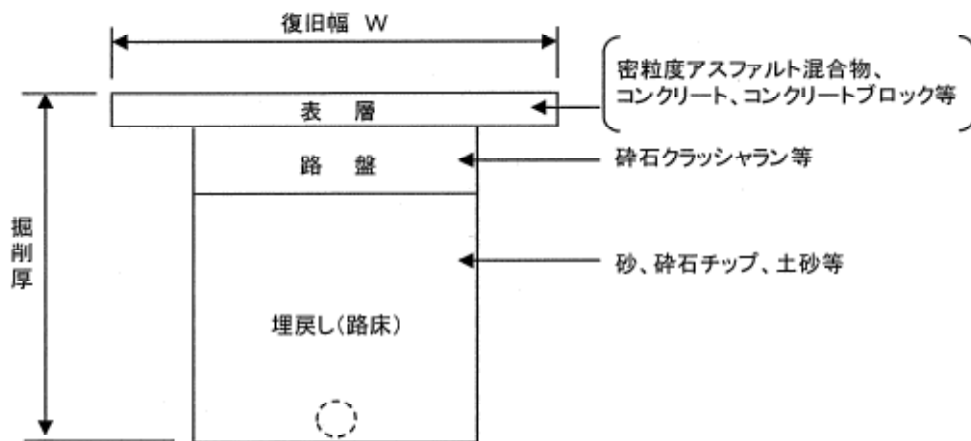 復旧幅 W
密粒度アスファルト混合物、
コンクリート、コンクリートブロック等
表 層
砕石クラッシャラン等
路 盤
掘削厚
砂、砕石チップ、土砂等
埋戻し(路床)